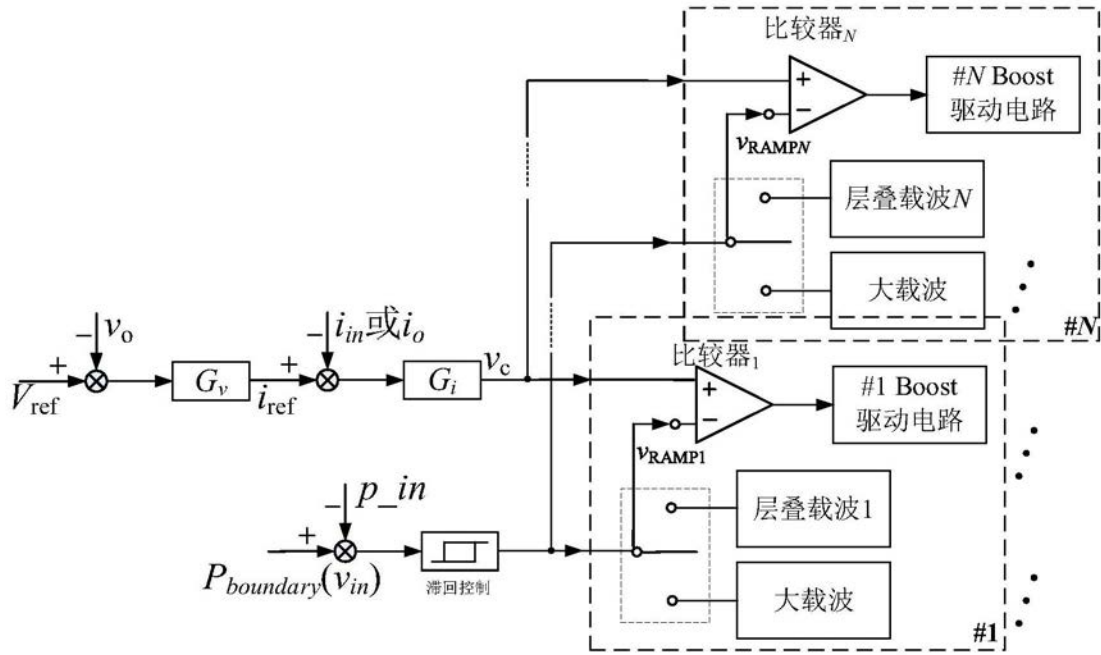 比较器N
#N Boost
驱动电路
+
−
vRAMPN
层叠载波N
大载波
#N
− vo
− iin或io
+
Vref
Gv
+
iref
Gi
vc
比较器1
+
−
#1 Boost
驱动电路
vRAMP1
− p_in
+
Pboundary(vin)
滞回控制
层叠载波1
大载波
#1